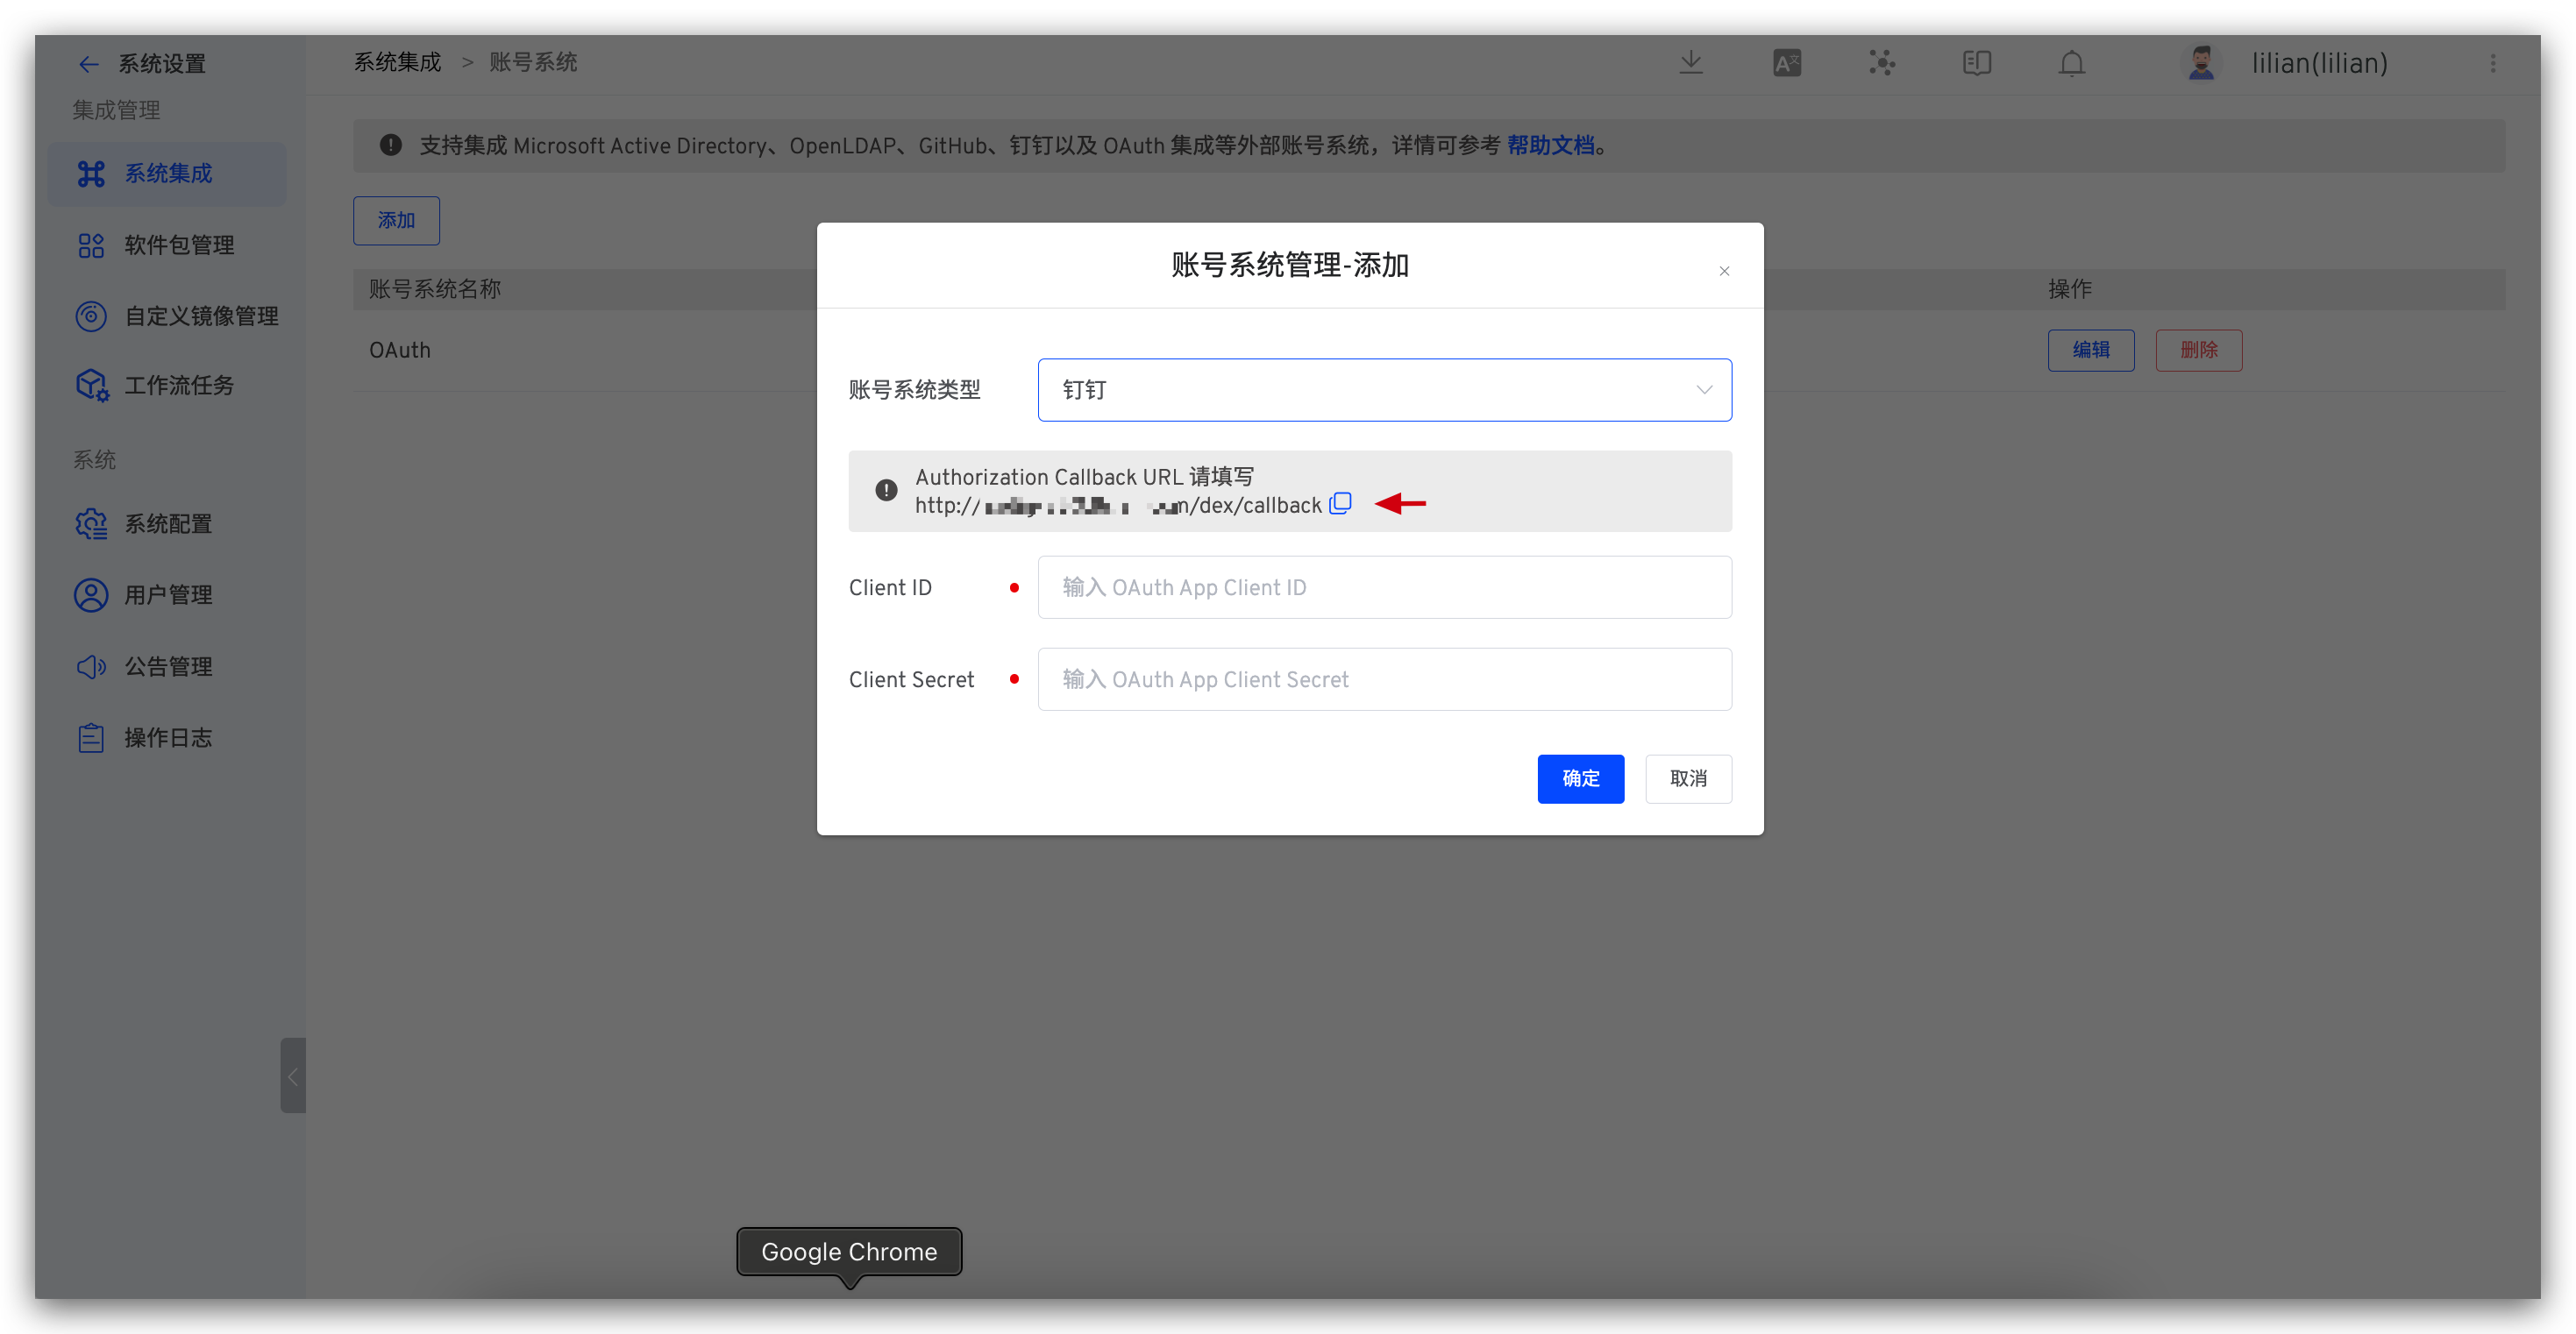 系统设置
系统集成 > 账号系统
lilian(lilian)
集成管理
系统集成
软件包管理
自定义镜像管理
工作流任务
系统
系统配置
用户管理
公告管理
操作日志
支持集成 Microsoft Active Directory、OpenLDAP、GitHub、钉钉以及 OAuth 集成等外部账号系统，详情可参考 帮助文档。
添加
账号系统名称
操作
OAuth
编辑
删除
账号系统管理-添加
账号系统类型
钉钉
Authorization Callback URL 请填写
http:// n/dex/callback
Client ID
输入 OAuth App Client ID
Client Secret
输入 OAuth App Client Secret
确定
取消
Google Chrome